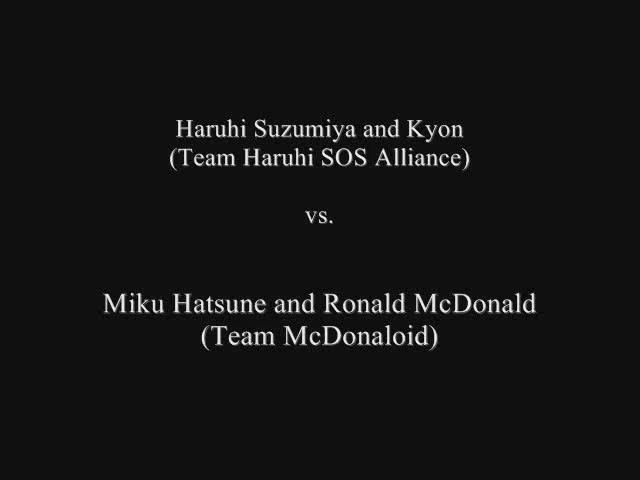 Haruhi Suzumiya and Kyon
(Team Haruhi SOS Alliance)
vs.
Miku Hatsune and Ronald McDonald
(Team McDonaloid)